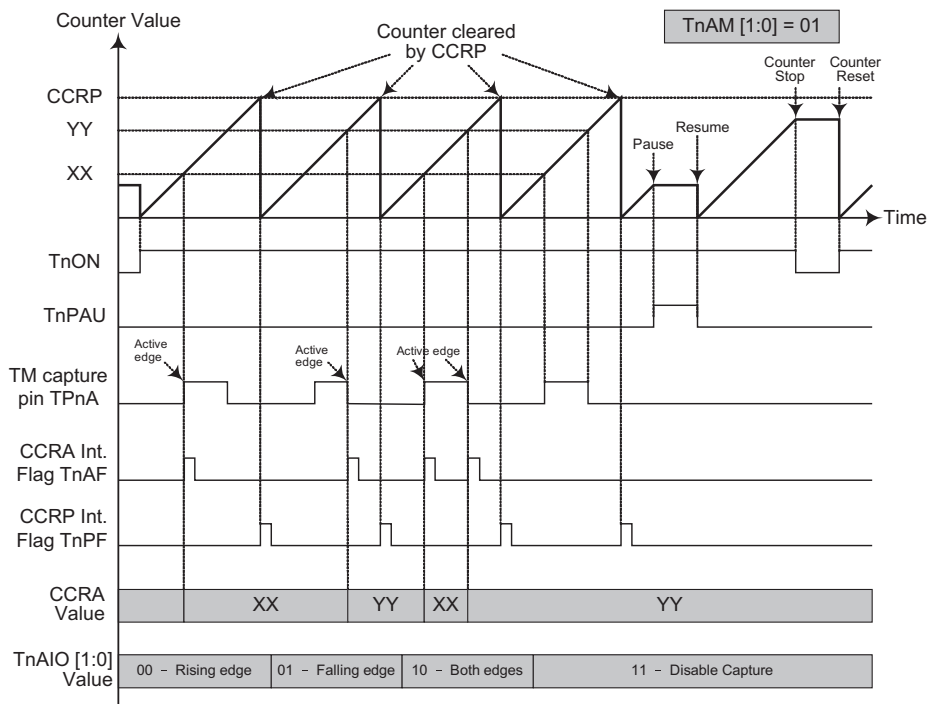 Counter Value
TnAM [1:0] = 01
Counter cleared
by CCRP
Counter
Stop
Counter
Reset
CCRP
YY
XX
Pause
Resume
Time
TnON
TnPAU
Active
edge
Active
edge
Active edge
TM capture
pin TPnA
CCRA Int.
Flag TnAF
CCRP Int.
Flag TnPF
CCRA
Value
XX
YY
XX
YY
TnAIO [1:0]
Value
00 – Rising edge
01 – Falling edge
10 – Both edges
11 – Disable Capture